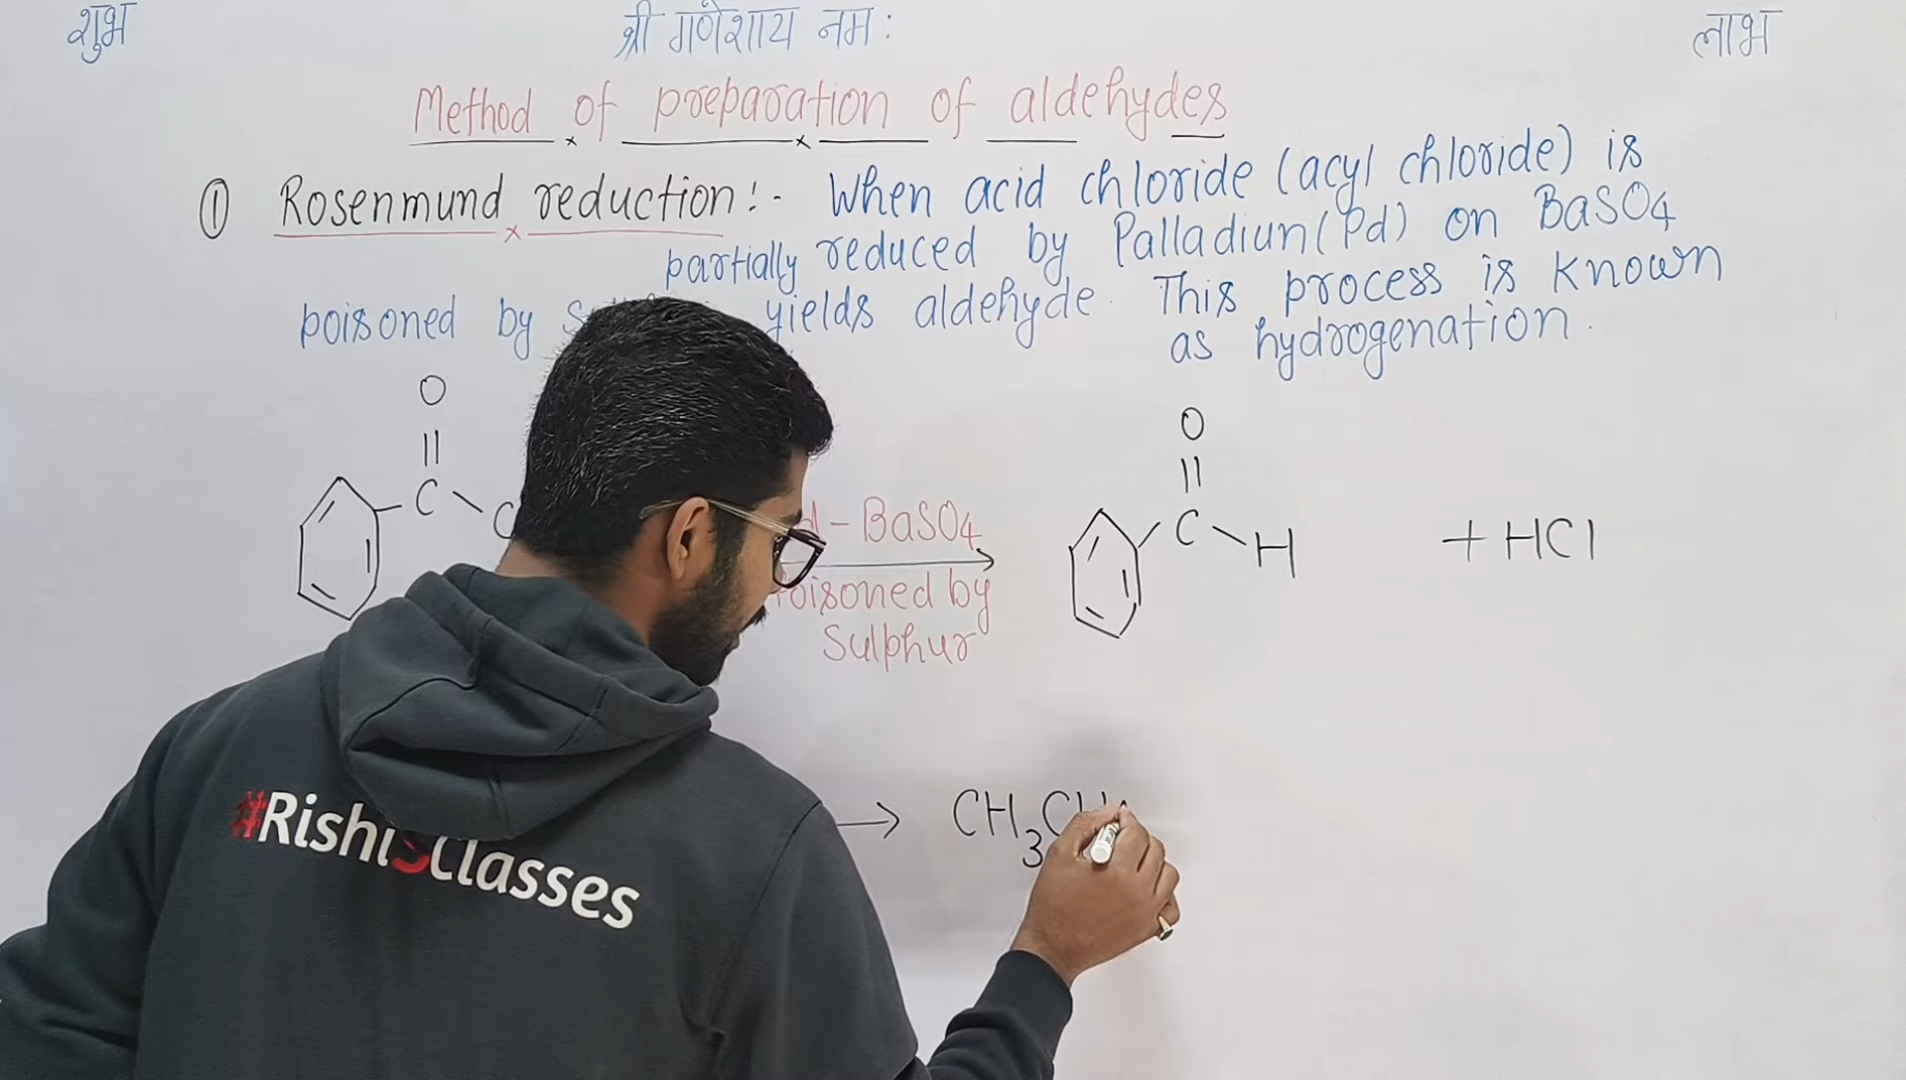 शुभ श्री गणेशाय नमः लाभ
Method of preparation of aldehydes
① Rosenmund reduction :- When acid chloride (acyl chloride) is
partially reduced by Palladiun (Pd) on BaSO4
poisoned by yields aldehyde. This process is known
as hydrogenation.
O
||
C
O
||
C
H
+ HCl
- BaSO4
Poisoned by
Sulphur
→ CH3
#Rishi S Classes